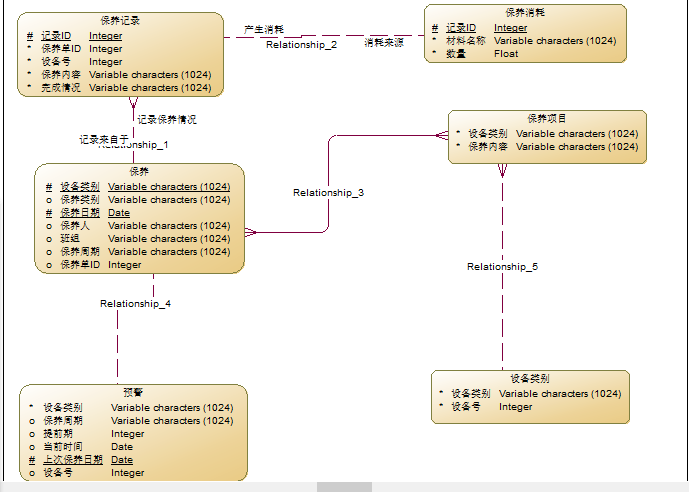 保养记录
# 记录ID Integer
* 保养单ID Integer
* 设备号 Integer
* 保养内容 Variable characters (1024)
* 完成情况 Variable characters (1024)
产生消耗
Relationship_2
消耗来源
保养消耗
# 记录ID Integer
* 材料名称 Variable characters (1024)
* 数量 Float
记录保养情况
记录来自于
Relationship_1
保养项目
* 设备类别 Variable characters (1024)
* 保养内容 Variable characters (1024)
保养
# 设备类别 Variable characters (1024)
o 保养类别 Variable characters (1024)
# 保养日期 Date
o 保养人 Variable characters (1024)
o 班组 Variable characters (1024)
o 保养周期 Variable characters (1024)
o 保养单ID Integer
Relationship_3
Relationship_5
Relationship_4
设备类别
* 设备类别 Variable characters (1024)
* 设备号 Integer
预警
* 设备类别 Variable characters (1024)
o 保养周期 Variable characters (1024)
o 提前期 Integer
o 当前时间 Date
# 上次保养日期 Date
o 设备号 Integer